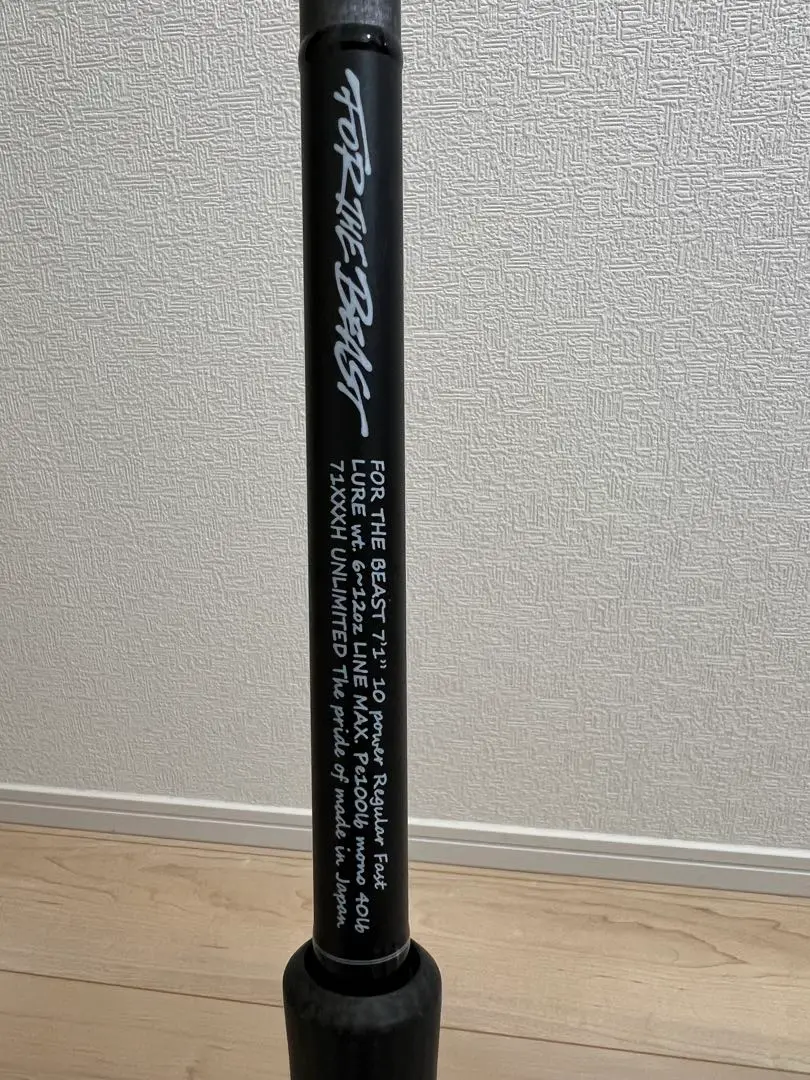 FOR THE BEAST
FOR THE BEAST 7'1" 10 power Regular Fast
LURE wt. 6~12oz LINE MAX. Pe100lb mono 40lb
71XXXH UNLIMITED The pride of made in Japan